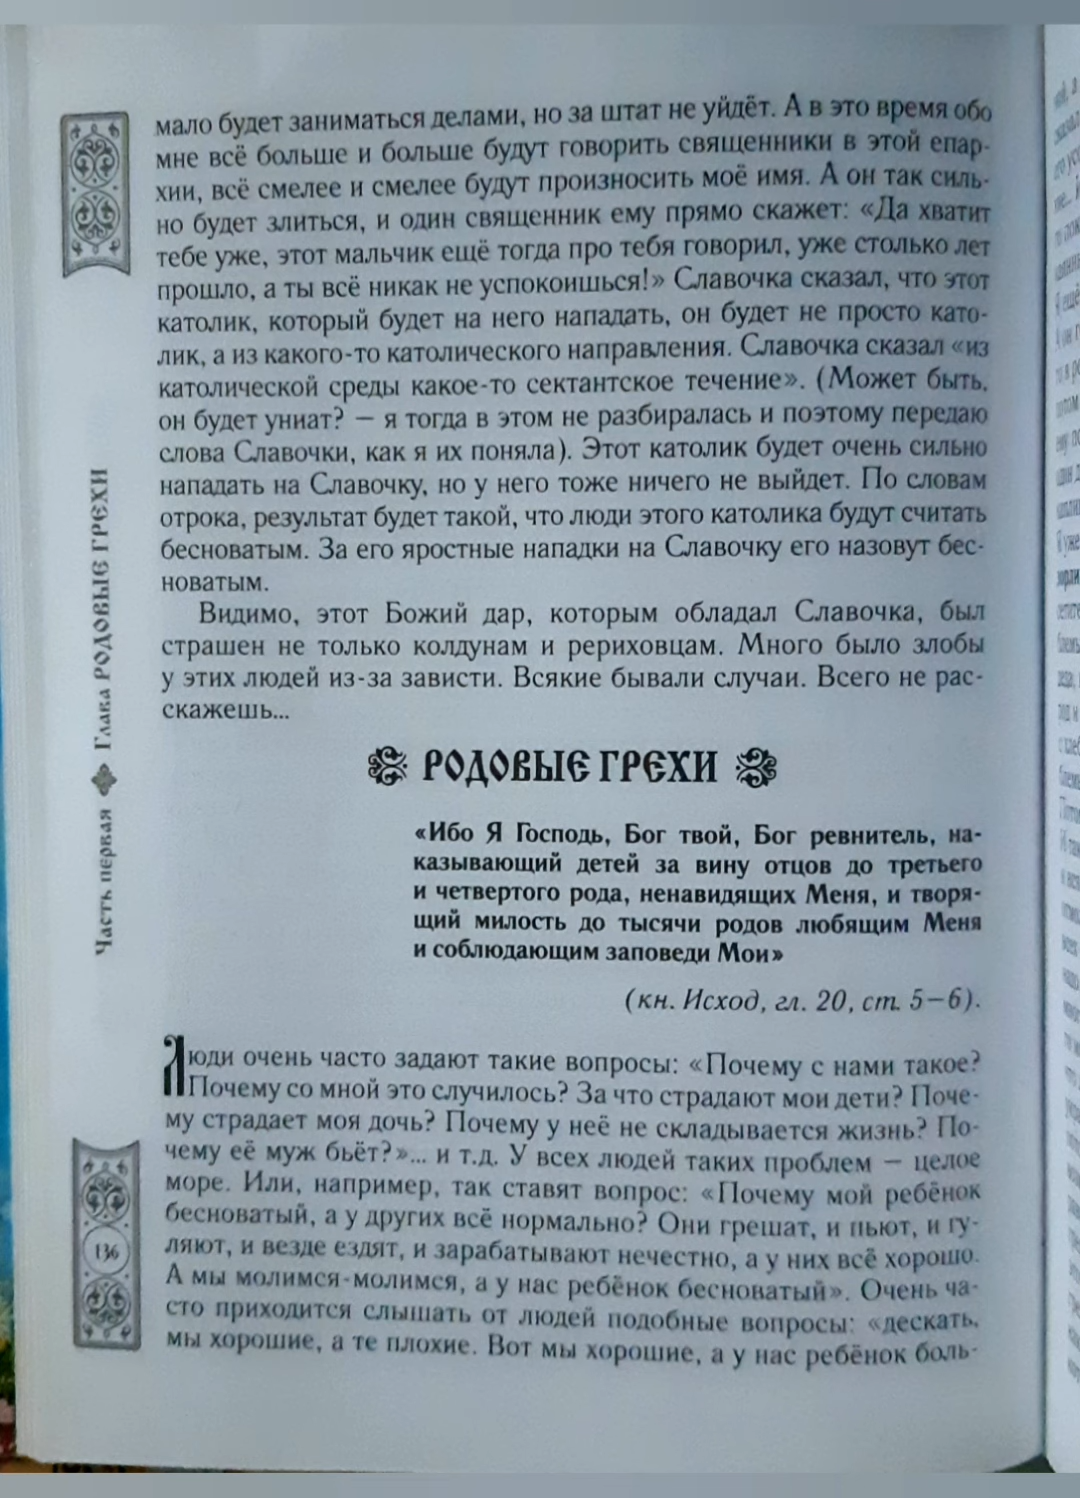 мало будет заниматься делами, но за штат не уйдёт. А в это время обо
мне всё больше и больше будут говорить священники в этой епар-
хии, всё смелее и смелее будут произносить моё имя. А он так силь-
но будет злиться, и один священник ему прямо скажет: «Да хватит
тебе уже, этот мальчик ещё тогда про тебя говорил, уже столько лет
прошло, а ты всё никак не успокоишься!» Славочка сказал, что этот
католик, который будет на него нападать, он будет не просто като-
лик, а из какого-то католического направления. Славочка сказал «из
католической среды какое-то сектантское течение». (Может быть,
он будет униат? — я тогда в этом не разбиралась и поэтому передаю
слова Славочки, как я их поняла). Этот католик будет очень сильно
нападать на Славочку, но у него тоже ничего не выйдет. По словам
отрока, результат будет такой, что люди этого католика будут считать
бесноватым. За его яростные нападки на Славочку его назовут бес-
новатым.
Видимо, этот Божий дар, которым обладал Славочка, был
страшен не только колдунам и рериховцам. Много было злобы
у этих людей из-за зависти. Всякие бывали случаи. Всего не рас-
скажешь...
РОДОВЫЕ ГРЕХИ
«Ибо Я Господь, Бог твой, Бог ревнитель, на-
казывающий детей за вину отцов до третьего
и четвертого рода, ненавидящих Меня, и творя-
щий милость до тысячи родов любящим Меня
и соблюдающим заповеди Мои»
(кн. Исход, гл. 20, ст. 5–6).
Люди очень часто задают такие вопросы: «Почему с нами такое?
Почему со мной это случилось? За что страдают мои дети? Поче-
му страдает моя дочь? Почему у неё не складывается жизнь? По-
чему её муж бьёт?»... и т.д. У всех людей таких проблем — целое
море. Или, например, так ставят вопрос: «Почему мой ребёнок
бесноватый, а у других всё нормально? Они грешат, и пьют, и гу-
ляют, и везде ездят, и зарабатывают нечестно, а у них всё хорошо.
А мы молимся-молимся, а у нас ребёнок бесноватый». Очень ча-
сто приходится слышать от людей подобные вопросы: «дескать,
мы хорошие, а те плохие. Вот мы хорошие, а у нас ребёнок боль-
Часть первая Глава РОДОВЫЕ ГРЕХИ
136